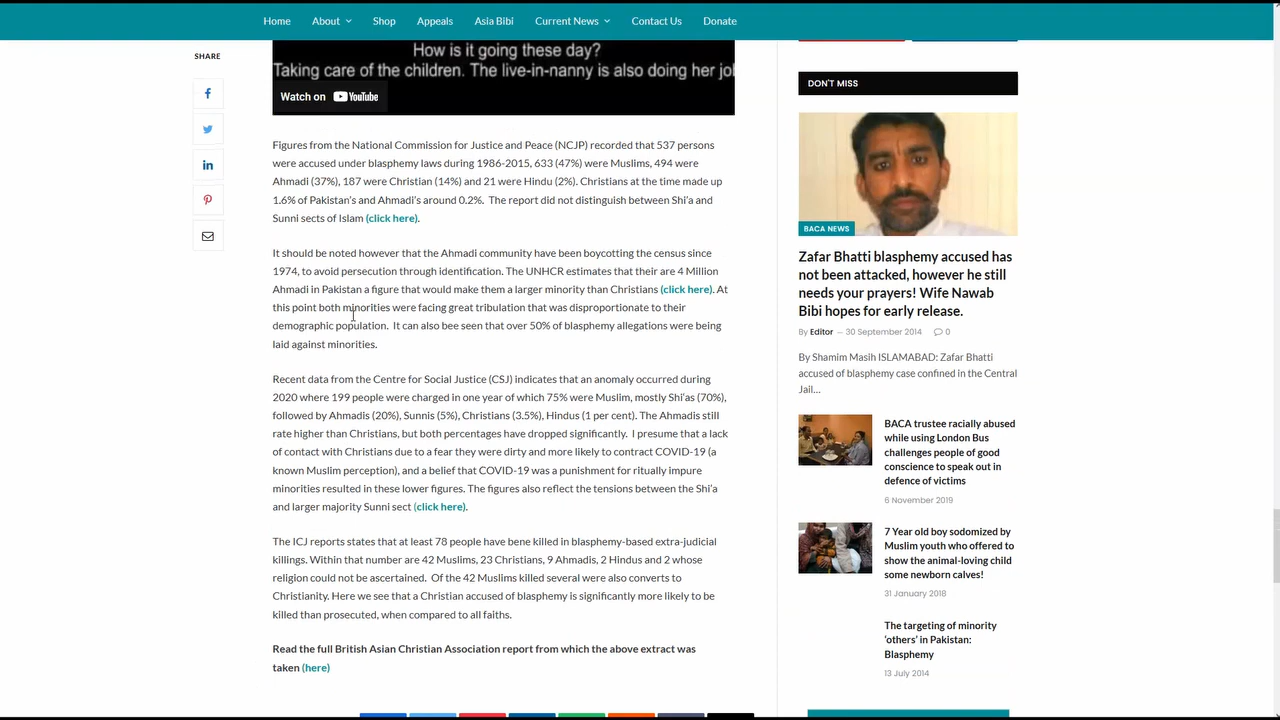 Home About Shop Appeals Asia Bibi Current News Contact Us Donate
SHARE
How is it going these day?
Taking care of the children. The live-in-nanny is also doing her jo
Watch on YouTube
Figures from the National Commission for Justice and Peace (NCJP) recorded that 537 persons
were accused under blasphemy laws during 1986-2015, 633 (47%) were Muslims, 494 were
Ahmadi (37%), 187 were Christian (14%) and 21 were Hindu (2%). Christians at the time made up
1.6% of Pakistan's and Ahmadi's around 0.2%. The report did not distinguish between Shi'a and
Sunni sects of Islam (click here).
It should be noted however that the Ahmadi community have been boycotting the census since
1974, to avoid persecution through identification. The UNHCR estimates that their are 4 Million
Ahmadi in Pakistan a figure that would make them a larger minority than Christians (click here). At
this point both minorities were facing great tribulation that was disproportionate to their
demographic population. It can also bee seen that over 50% of blasphemy allegations were being
laid against minorities.
Recent data from the Centre for Social Justice (CSJ) indicates that an anomaly occurred during
2020 where 199 people were charged in one year of which 75% were Muslim, mostly Shi'as (70%),
followed by Ahmadis (20%), Sunnis (5%), Christians (3.5%), Hindus (1 per cent). The Ahmadis still
rate higher than Christians, but both percentages have dropped significantly. I presume that a lack
of contact with Christians due to a fear they were dirty and more likely to contract COVID-19 (a
known Muslim perception), and a belief that COVID-19 was a punishment for ritually impure
minorities resulted in these lower figures. The figures also reflect the tensions between the Shi'a
and larger majority Sunni sect (click here).
The ICJ reports states that at least 78 people have bene killed in blasphemy-based extra-judicial
killings. Within that number are 42 Muslims, 23 Christians, 9 Ahmadis, 2 Hindus and 2 whose
religion could not be ascertained. Of the 42 Muslims killed several were also converts to
Christianity. Here we see that a Christian accused of blasphemy is significantly more likely to be
killed than prosecuted, when compared to all faiths.
Read the full British Asian Christian Association report from which the above extract was
taken (here)
DON'T MISS
BACA NEWS
Zafar Bhatti blasphemy accused has
not been attacked, however he still
needs your prayers! Wife Nawab
Bibi hopes for early release.
By Editor — 30 September 2014 0
By Shamim Masih ISLAMABAD: Zafar Bhatti
accused of blasphemy case confined in the Central
Jail...
BACA trustee racially abused
while using London Bus
challenges people of good
conscience to speak out in
defence of victims
6 November 2019
7 Year old boy sodomized by
Muslim youth who offered to
show the animal-loving child
some newborn calves!
31 January 2018
The targeting of minority
'others' in Pakistan:
Blasphemy
13 July 2014